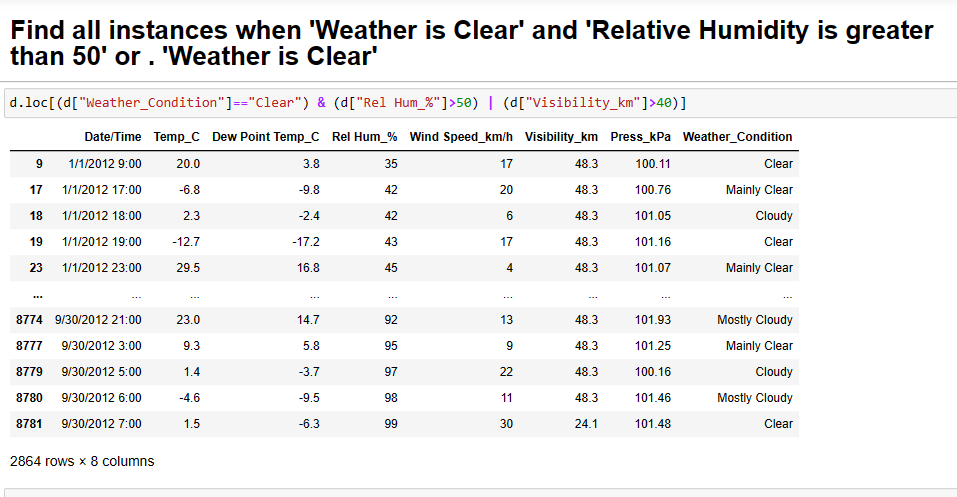 Find all instances when 'Weather is Clear' and 'Relative Humidity is greater
than 50' or . 'Weather is Clear'
d.loc[(d["Weather_Condition"]=="Clear") & (d["Rel Hum_%"]>50) | (d["Visibility_km"]>40)]
Date/Time Temp_C Dew Point Temp_C Rel Hum_% Wind Speed_km/h Visibility_km Press_kPa Weather_Condition
9 1/1/2012 9:00 20.0 3.8 35 17 48.3 100.11 Clear
17 1/1/2012 17:00 -6.8 -9.8 42 20 48.3 100.76 Mainly Clear
18 1/1/2012 18:00 2.3 -2.4 42 6 48.3 101.05 Cloudy
19 1/1/2012 19:00 -12.7 -17.2 43 17 48.3 101.16 Clear
23 1/1/2012 23:00 29.5 16.8 45 4 48.3 101.07 Mainly Clear
... ... ... ... ... ... ... ... ...
8774 9/30/2012 21:00 23.0 14.7 92 13 48.3 101.93 Mostly Cloudy
8777 9/30/2012 3:00 9.3 5.8 95 9 48.3 101.25 Mainly Clear
8779 9/30/2012 5:00 1.4 -3.7 97 22 48.3 100.16 Cloudy
8780 9/30/2012 6:00 -4.6 -9.5 98 11 48.3 101.46 Mostly Cloudy
8781 9/30/2012 7:00 1.5 -6.3 99 30 24.1 101.48 Clear
2864 rows × 8 columns